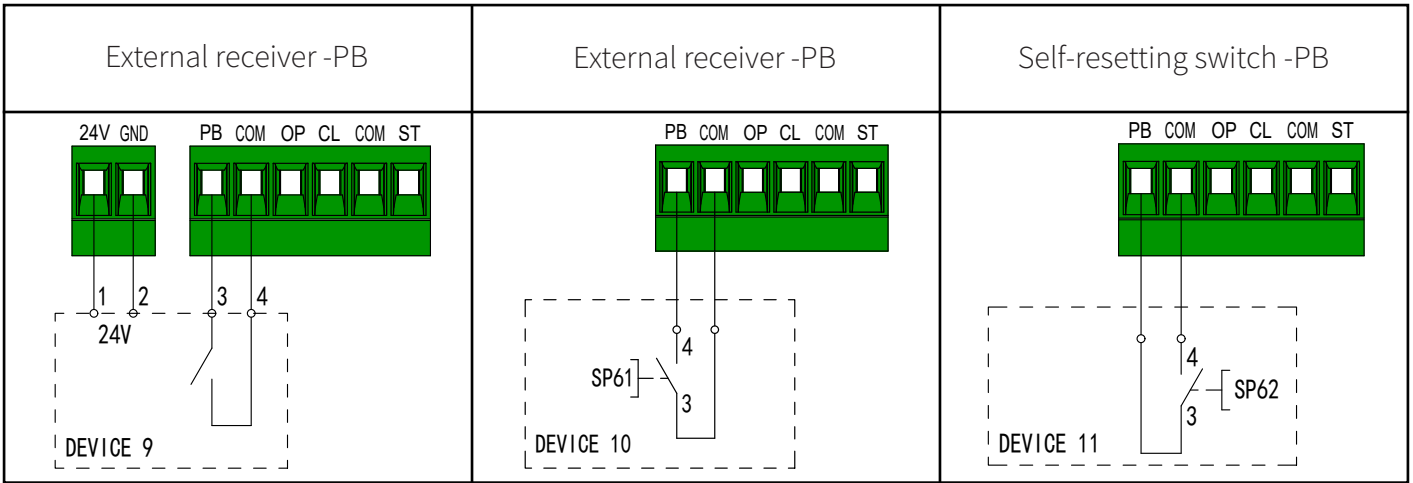 External receiver -PB
External receiver -PB
Self-resetting switch -PB
24V GND PB COM OP CL COM ST
1 2 3 4
24V
DEVICE 9
PB COM OP CL COM ST
4
SP61
3
DEVICE 10
PB COM OP CL COM ST
4
SP62
3
DEVICE 11